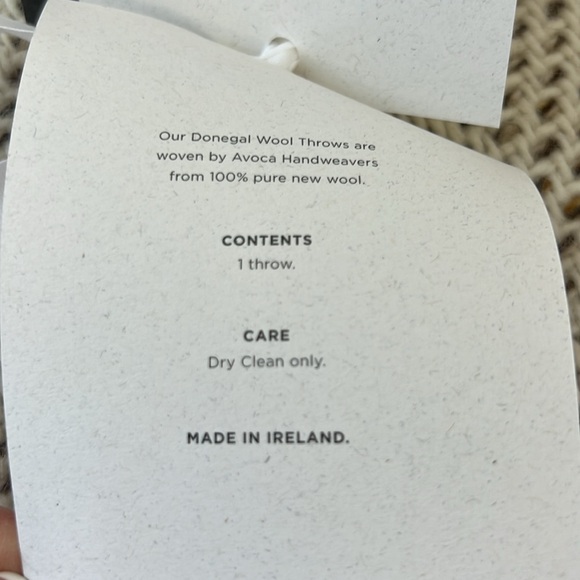 Our Donegal Wool Throws are
woven by Avoca Handweavers
from 100% pure new wool.
CONTENTS
1 throw.
CARE
Dry Clean only.
MADE IN IRELAND.